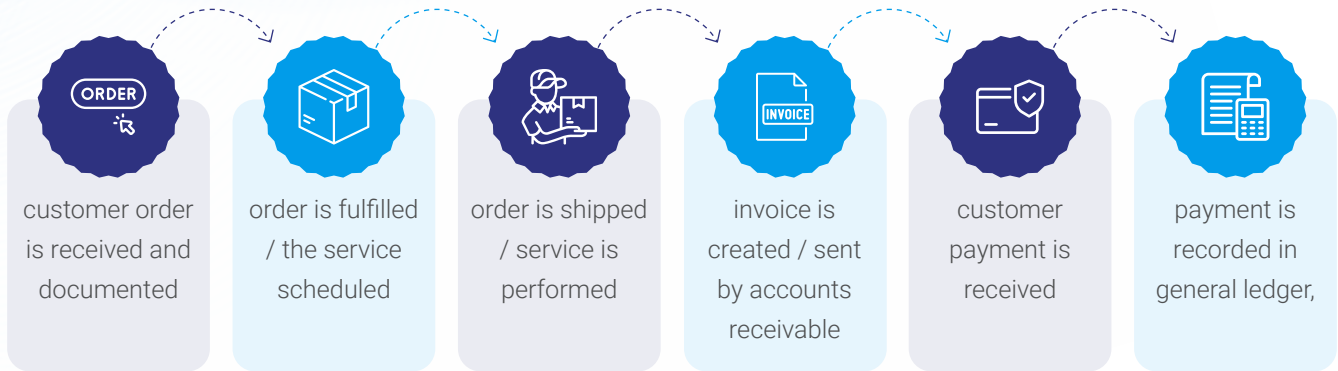 ORDER
customer order
is received and
documented
order is fulfilled
/ the service
scheduled
order is shipped
/ service is
performed
INVOICE
invoice is
created / sent
by accounts
receivable
customer
payment is
received
payment is
recorded in
general ledger,